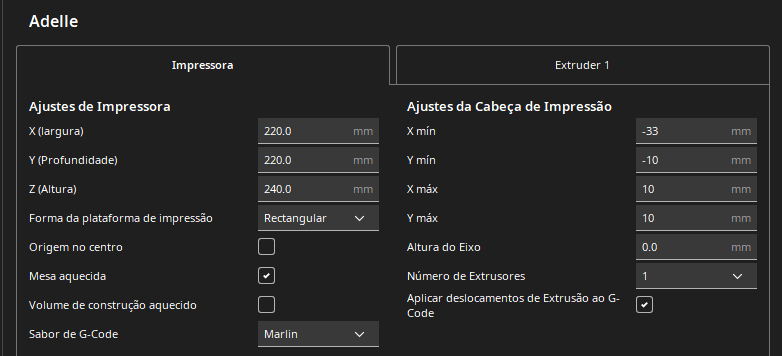 Adelle
Impressora
Extruder 1
Ajustes de Impressora
X (largura)
220.0 mm
Y (Profundidade)
220.0 mm
Z (Altura)
240.0 mm
Forma da plataforma de impressão
Rectangular
Origem no centro
Mesa aquecida
Volume de construção aquecido
Sabor de G-Code
Marlin
Ajustes da Cabeça de Impressão
X mín
-33 mm
Y mín
-10 mm
X máx
10 mm
Y máx
10 mm
Altura do Eixo
0.0 mm
Número de Extrusores
1
Aplicar deslocamentos de Extrusão ao G-
Code